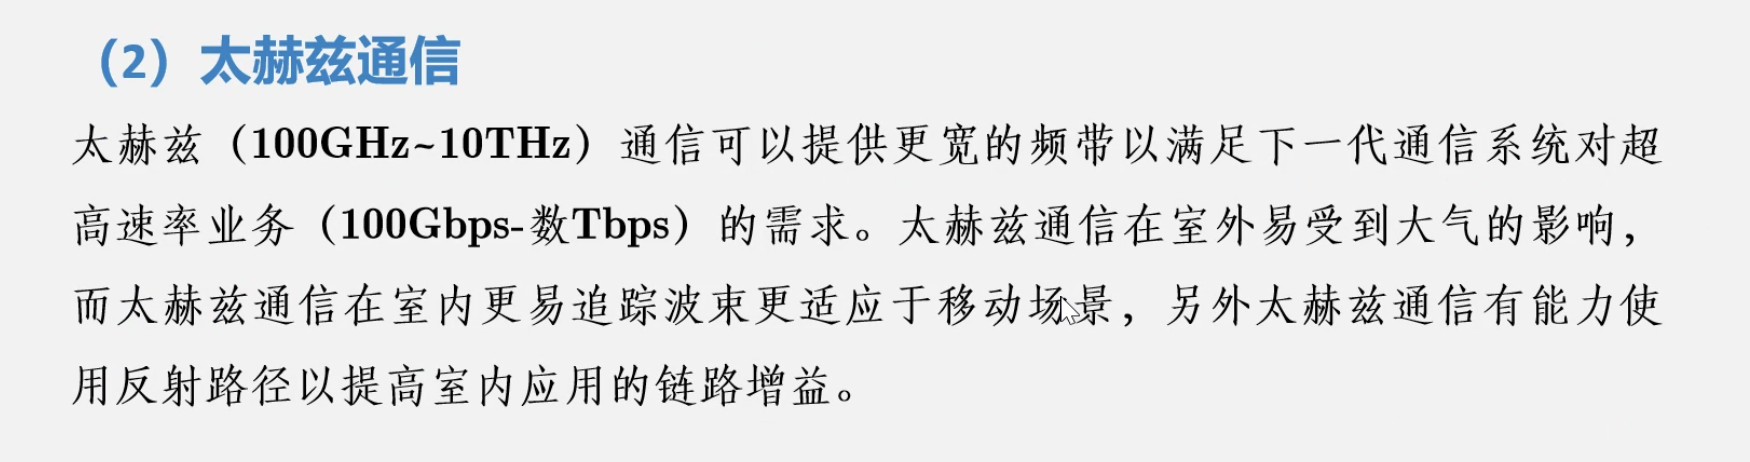 （2）太赫兹通信
太赫兹（100GHz~10THz）通信可以提供更宽的频带以满足下一代通信系统对超
高速率业务（100Gbps-数Tbps）的需求。太赫兹通信在室外易受到大气的影响，
而太赫兹通信在室内更易追踪波束更适应于移动场景，另外太赫兹通信有能力使
用反射路径以提高室内应用的链路增益。